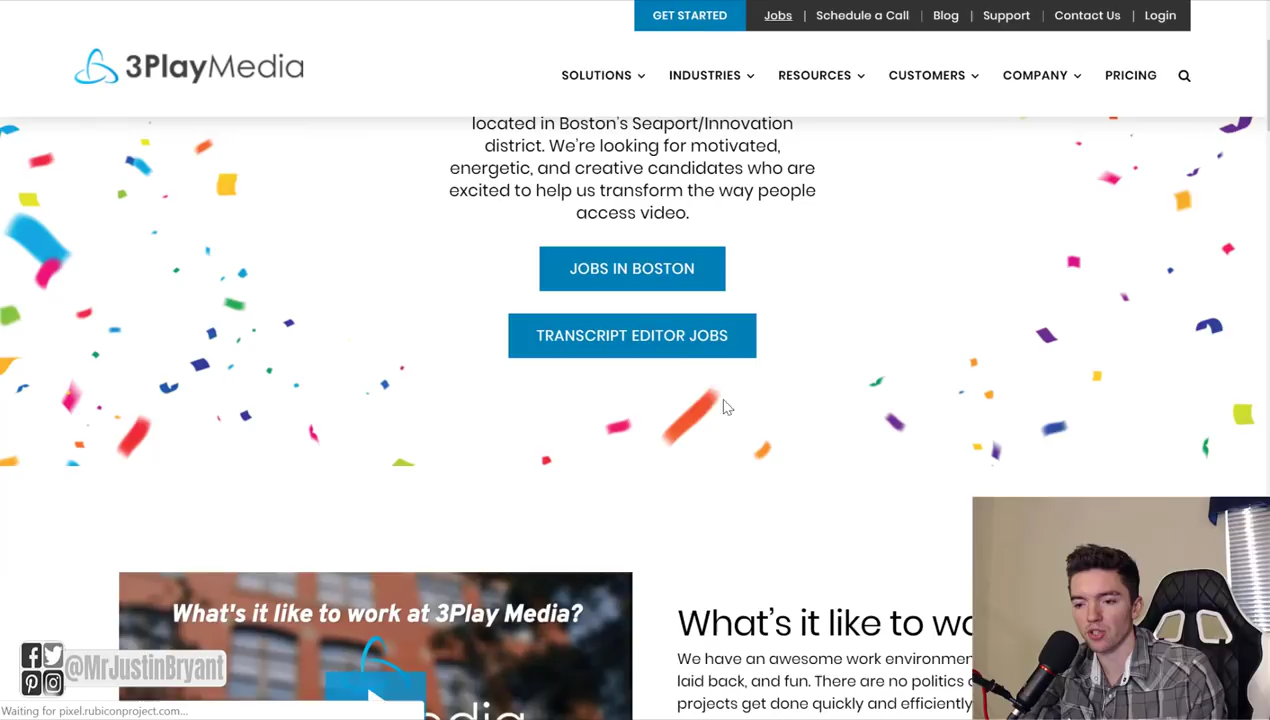 GET STARTED
Jobs | Schedule a Call | Blog | Support | Contact Us | Login
3PlayMedia
SOLUTIONS INDUSTRIES RESOURCES CUSTOMERS COMPANY PRICING
located in Boston's Seaport/Innovation
district. We're looking for motivated,
energetic, and creative candidates who are
excited to help us transform the way people
access video.
JOBS IN BOSTON
TRANSCRIPT EDITOR JOBS
What's it like to work at 3Play Media?
What's it like to wo
We have an awesome work environmen
laid back, and fun. There are no politics
projects get done quickly and efficiently
@MrJustinBryant
Waiting for pixel.rubiconproject.com...